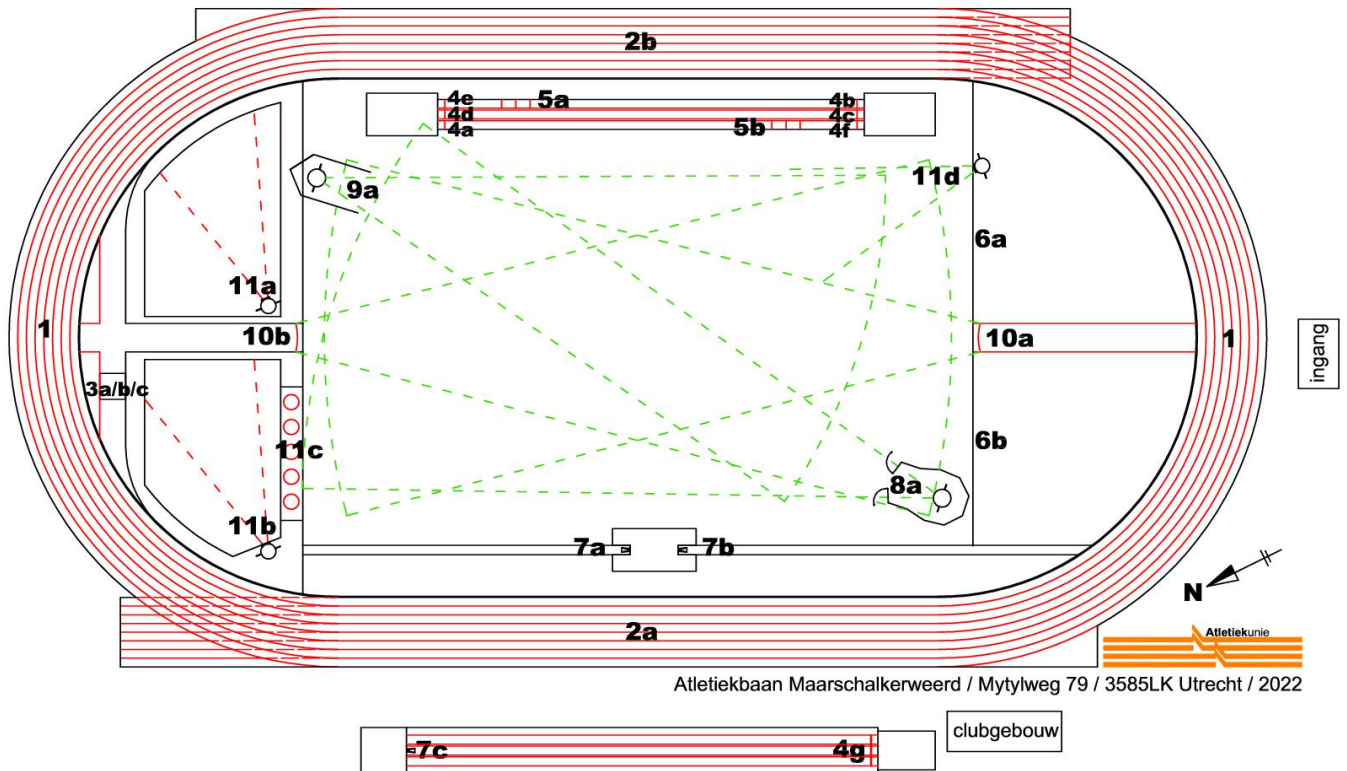 2b
4e
5a
4b
4d
4c
4a
5b
4f
9a
11d
6a
11a
1
10b
10a
1
ingang
3a/b/c
11c
6b
8a
11b
7a
7b
N
2a
Atletiekunie
Atletiekbaan Maarschalkerweerd / Mytylweg 79 / 3585LK Utrecht / 2022
clubgebouw
7c
4g